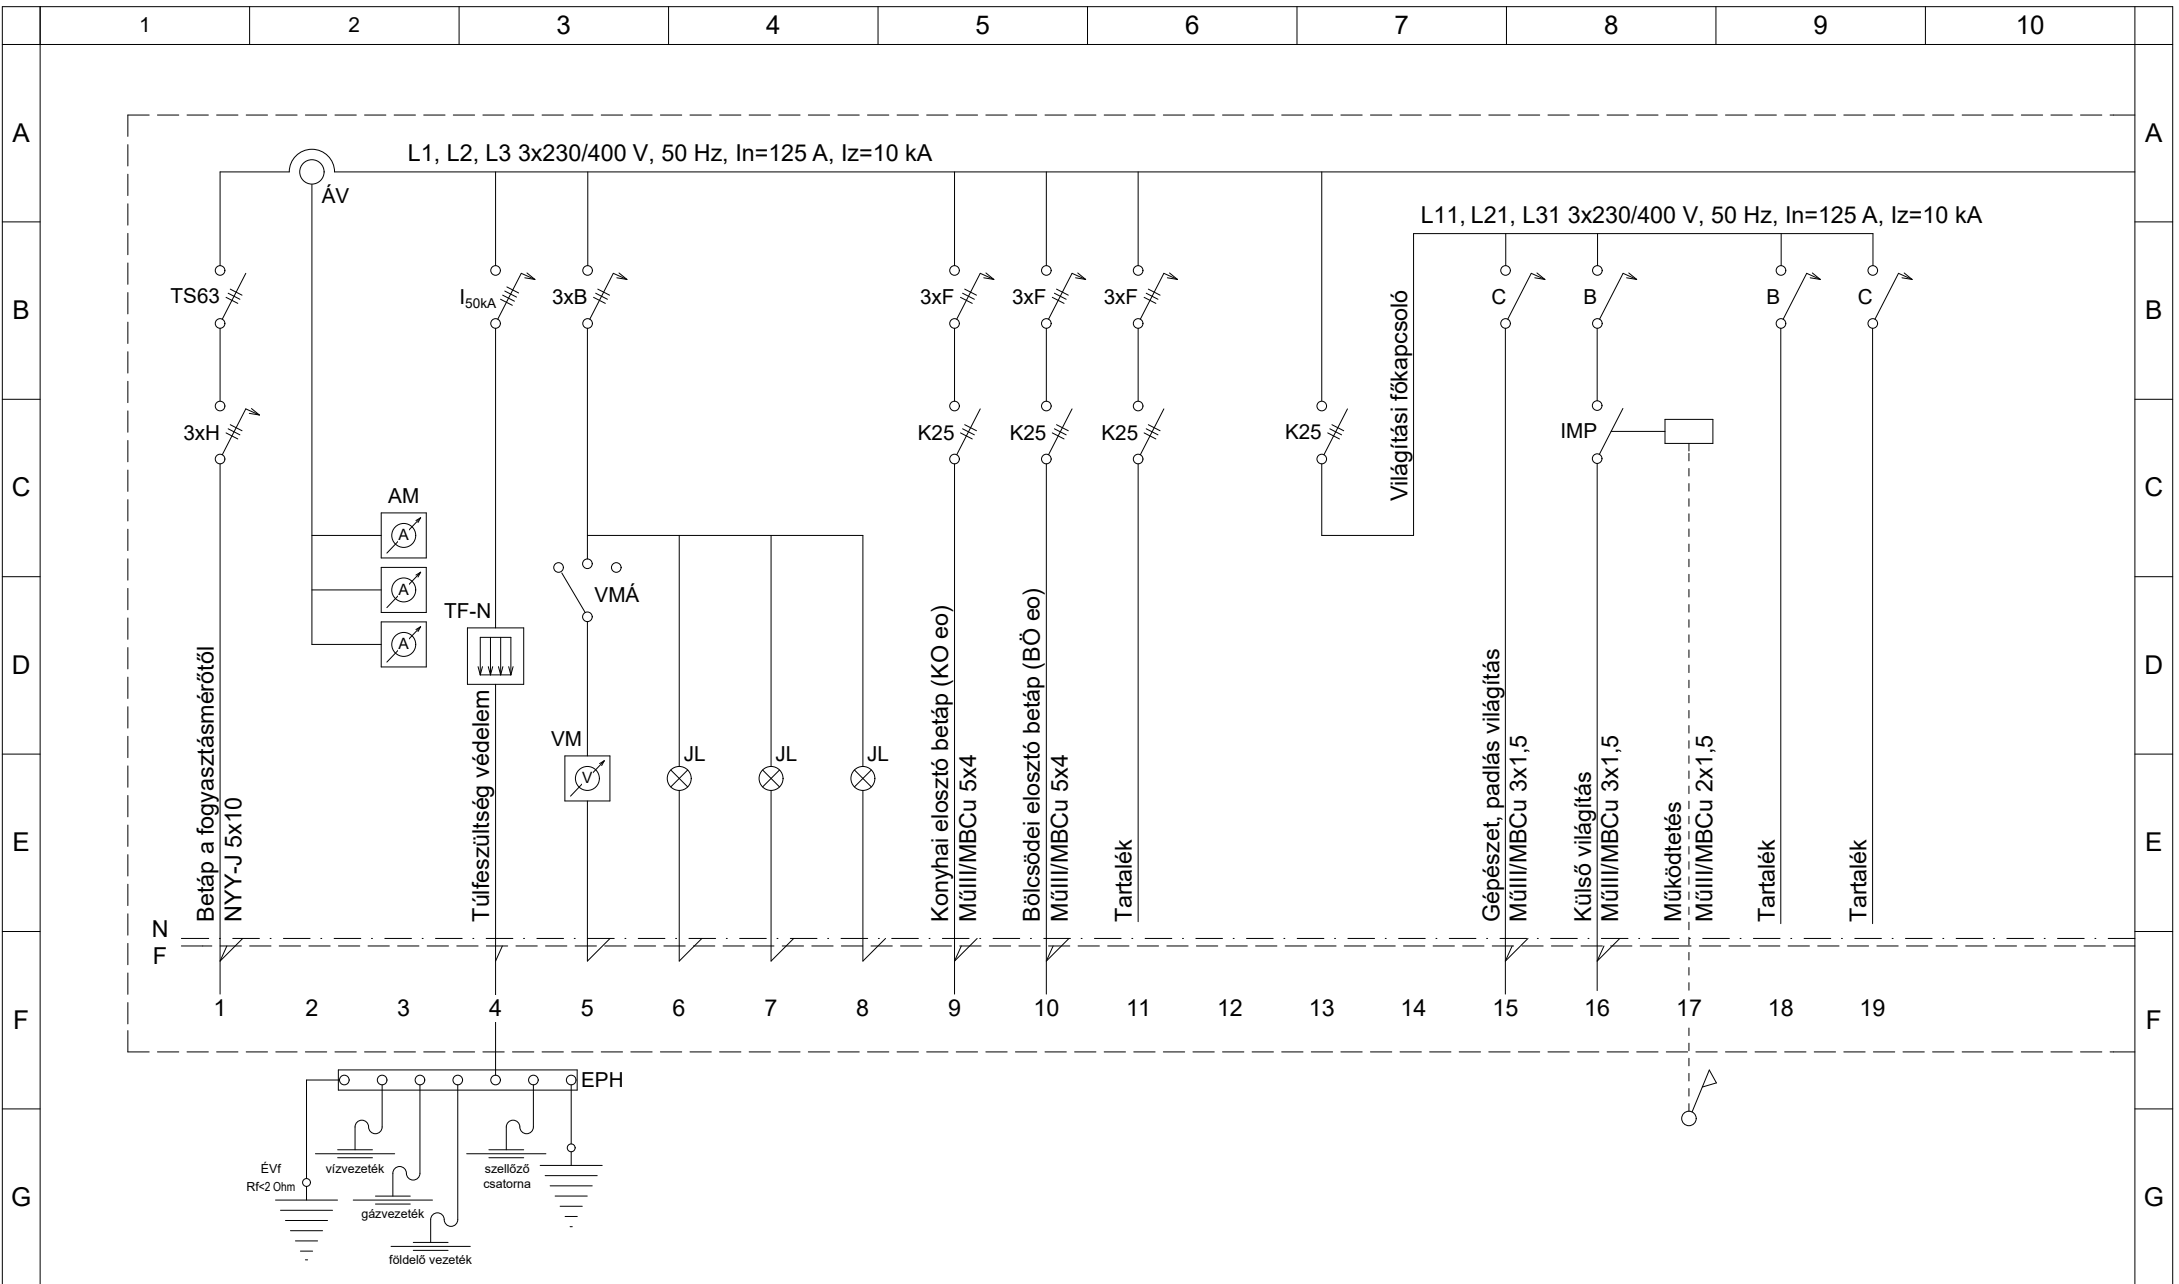 1 2 3 4 5 6 7 8 9 10
A A
L1, L2, L3 3x230/400 V, 50 Hz, In=125 A, Iz=10 kA
ÁV
L11, L21, L31 3x230/400 V, 50 Hz, In=125 A, Iz=10 kA
B B
TS63 I50kA 3xB 3xF 3xF 3xF C B B C
Világítási főkapcsoló
3xH K25 K25 K25 K25 IMP
C C
AM
A
A
A
VMÁ
TF-N
D D
VM
V
JL JL JL
Betáp a fogyasztásmérőtől
NYY-J 5x10
Túlfeszültség védelem
Konyhai elosztó betáp (KO eo)
MűIII/MBCu 5x4
Bölcsödei elosztó betáp (BÖ eo)
MűIII/MBCu 5x4
Tartalék
Gépészet, padlás világítás
MűIII/MBCu 3x1,5
Külső világítás
MűIII/MBCu 3x1,5
Működtetés
MűIII/MBCu 2x1,5
Tartalék
Tartalék
E E
N
F
1 2 3 4 5 6 7 8 9 10 11 12 13 14 15 16 17 18 19
F F
EPH
ÉVf
Rf<2 Ohm
vízvezeték
gázvezeték
földelő vezeték
szellőző
csatorna
G G